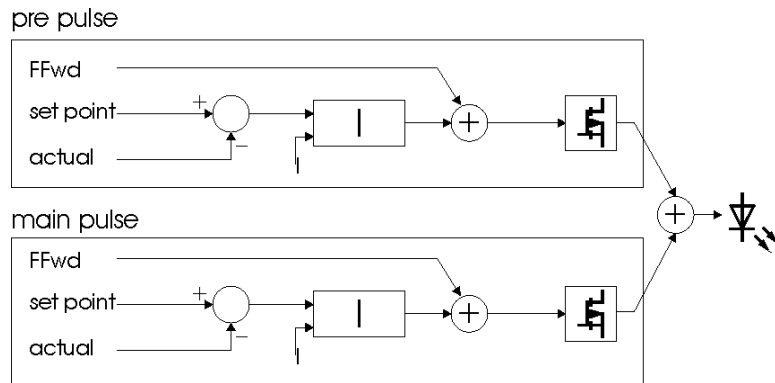 pre pulse
FFwd
set point
+
actual
−
I
I
+
+
main pulse
FFwd
set point
+
actual
−
I
I
+